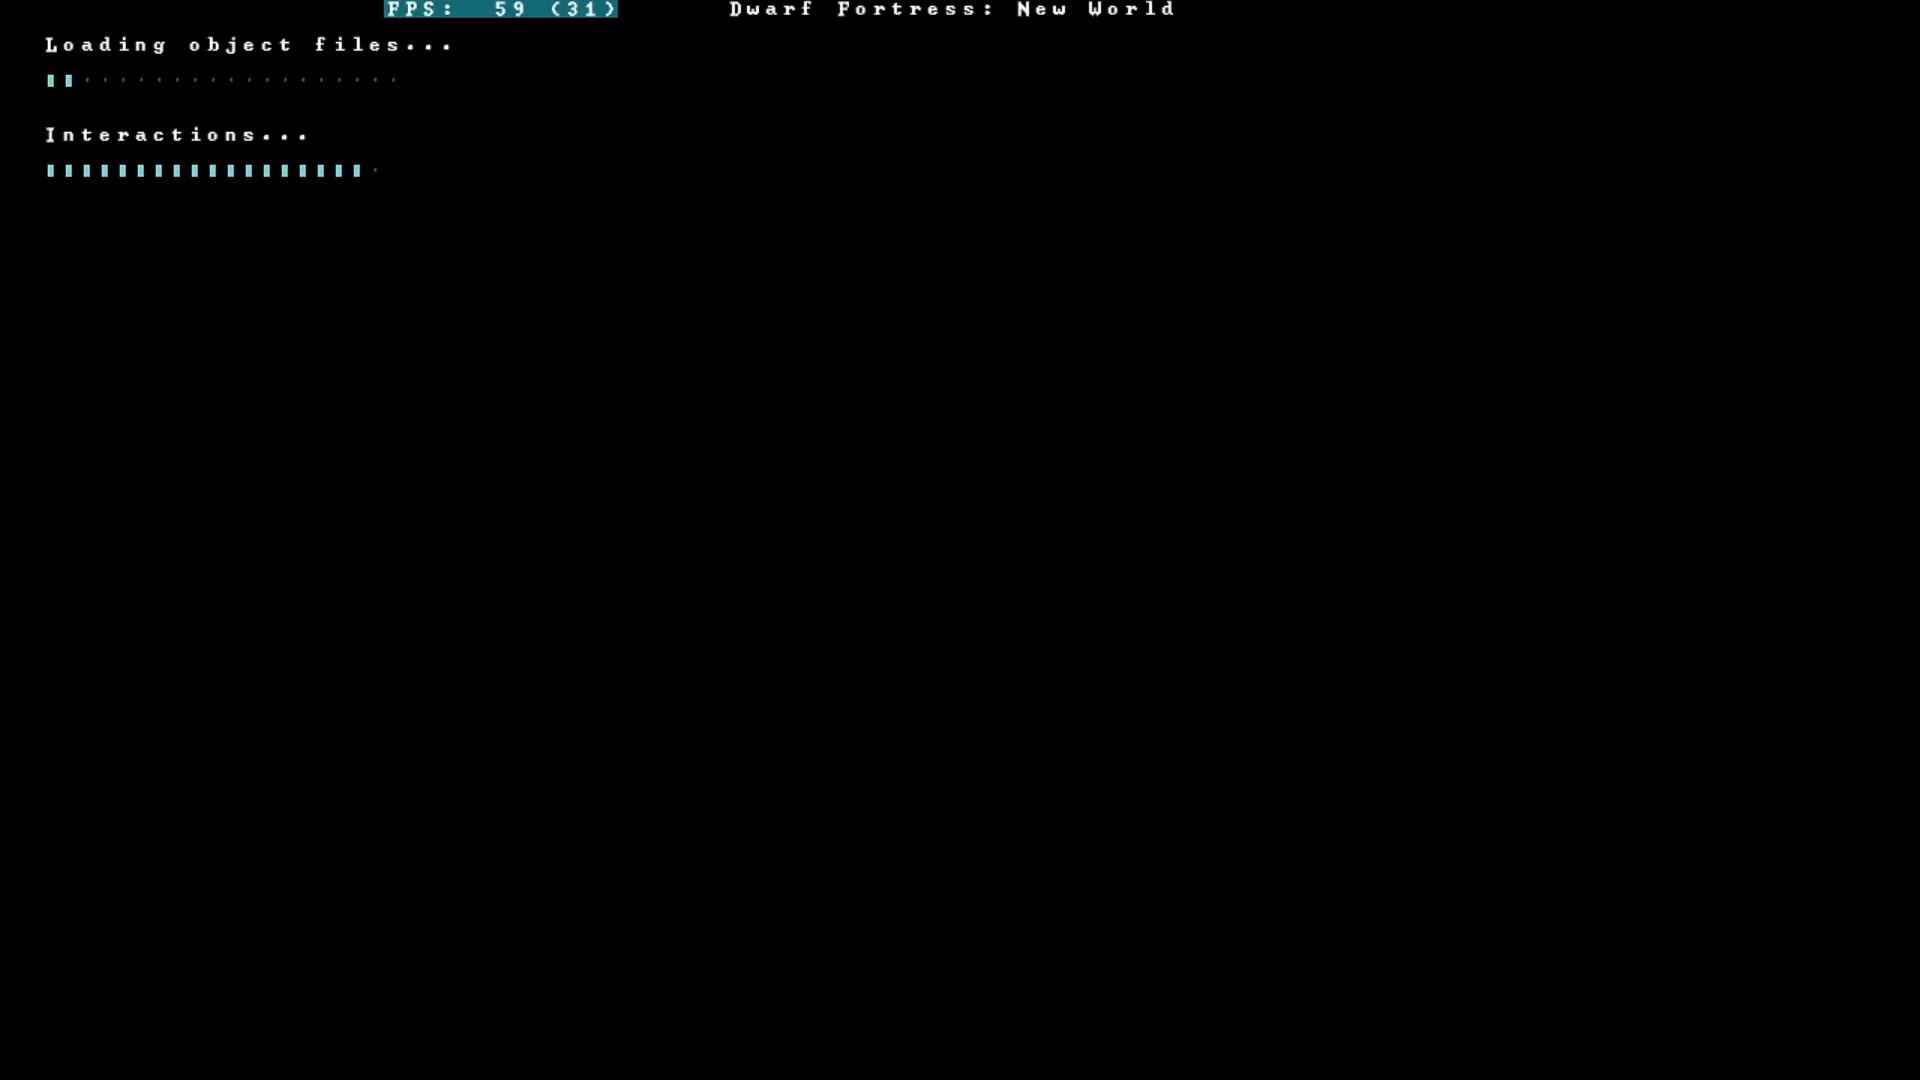 FPS: 59 (31) Dwarf Fortress: New World
Loading object files...
Interactions...